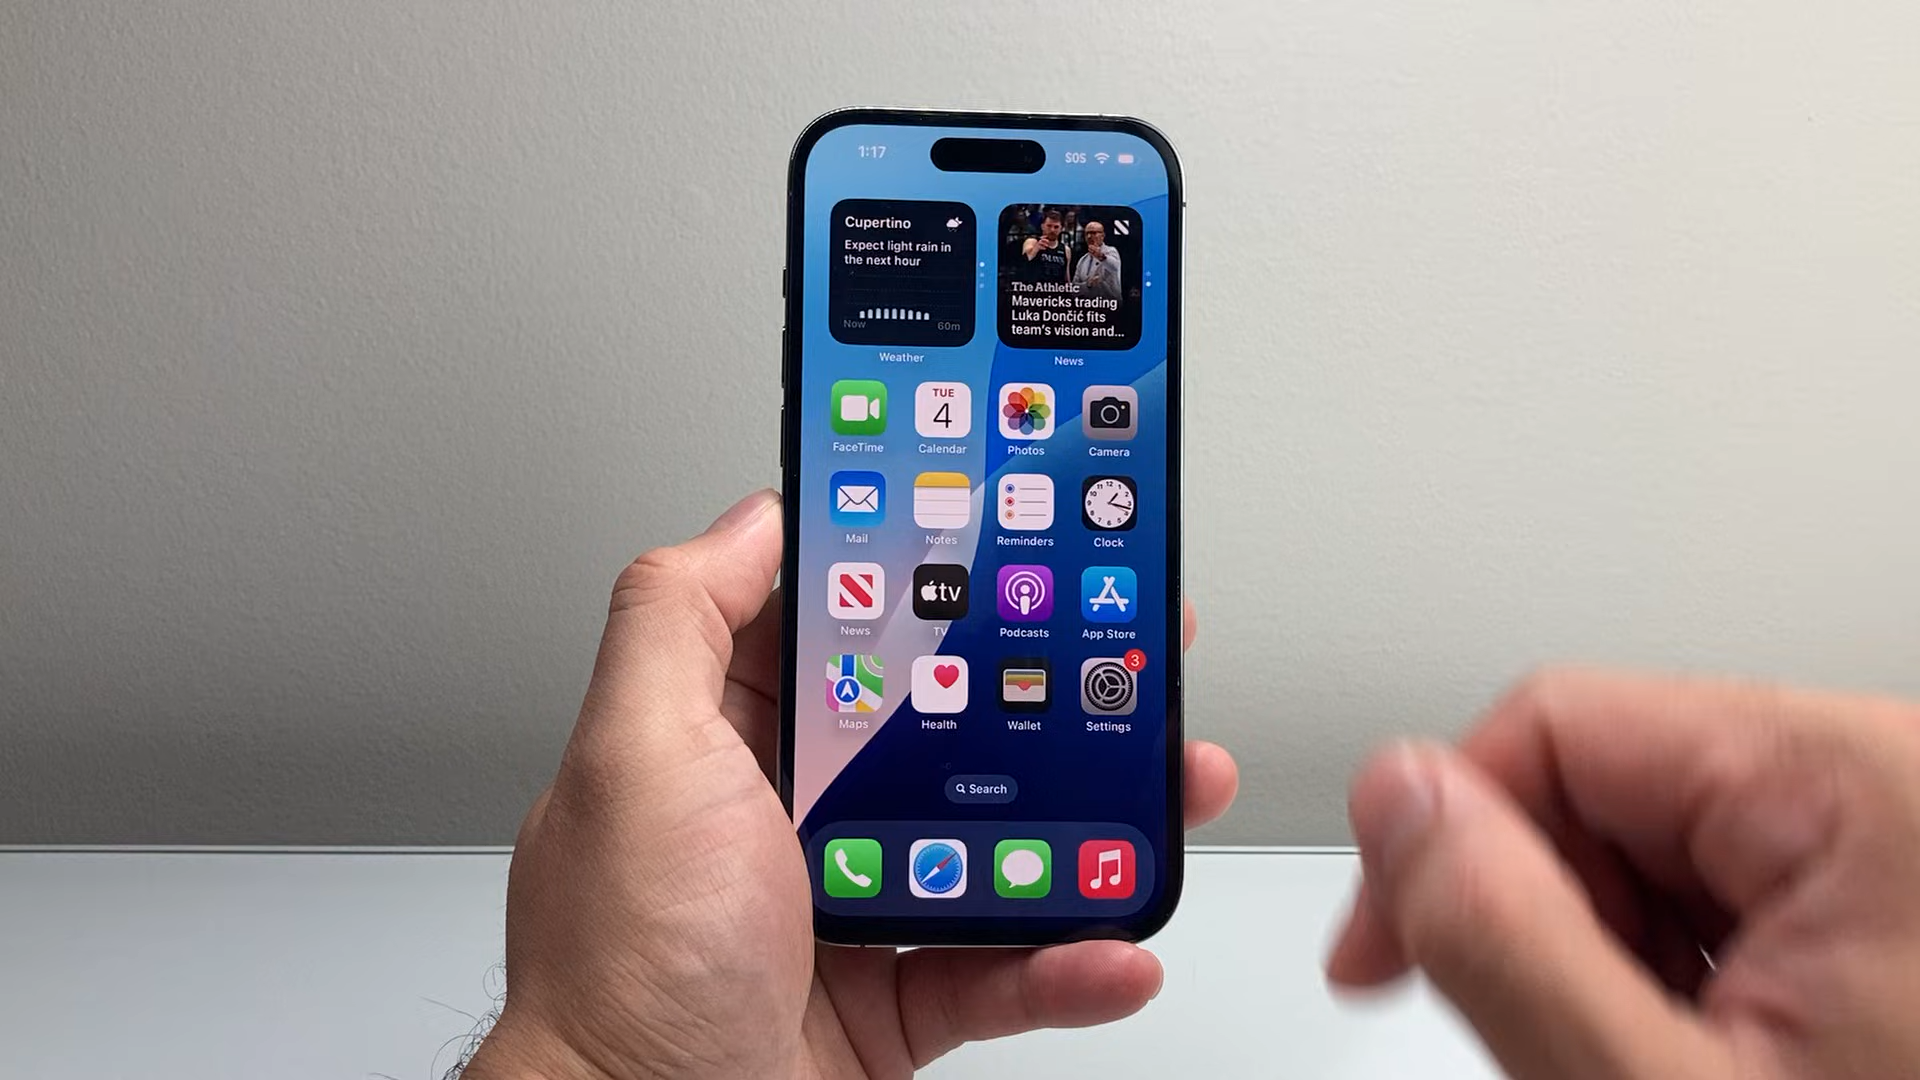 1:17
SOS
Cupertino
Expect light rain in
the next hour
Now
60m
Weather
The Athletic
Mavericks trading
Luka Dončić fits
team's vision and...
News
FaceTime
TUE
4
Calendar
Photos
Camera
Mail
Notes
Reminders
Clock
News
tv
TV
Podcasts
App Store
Maps
Health
Wallet
3
Settings
Search